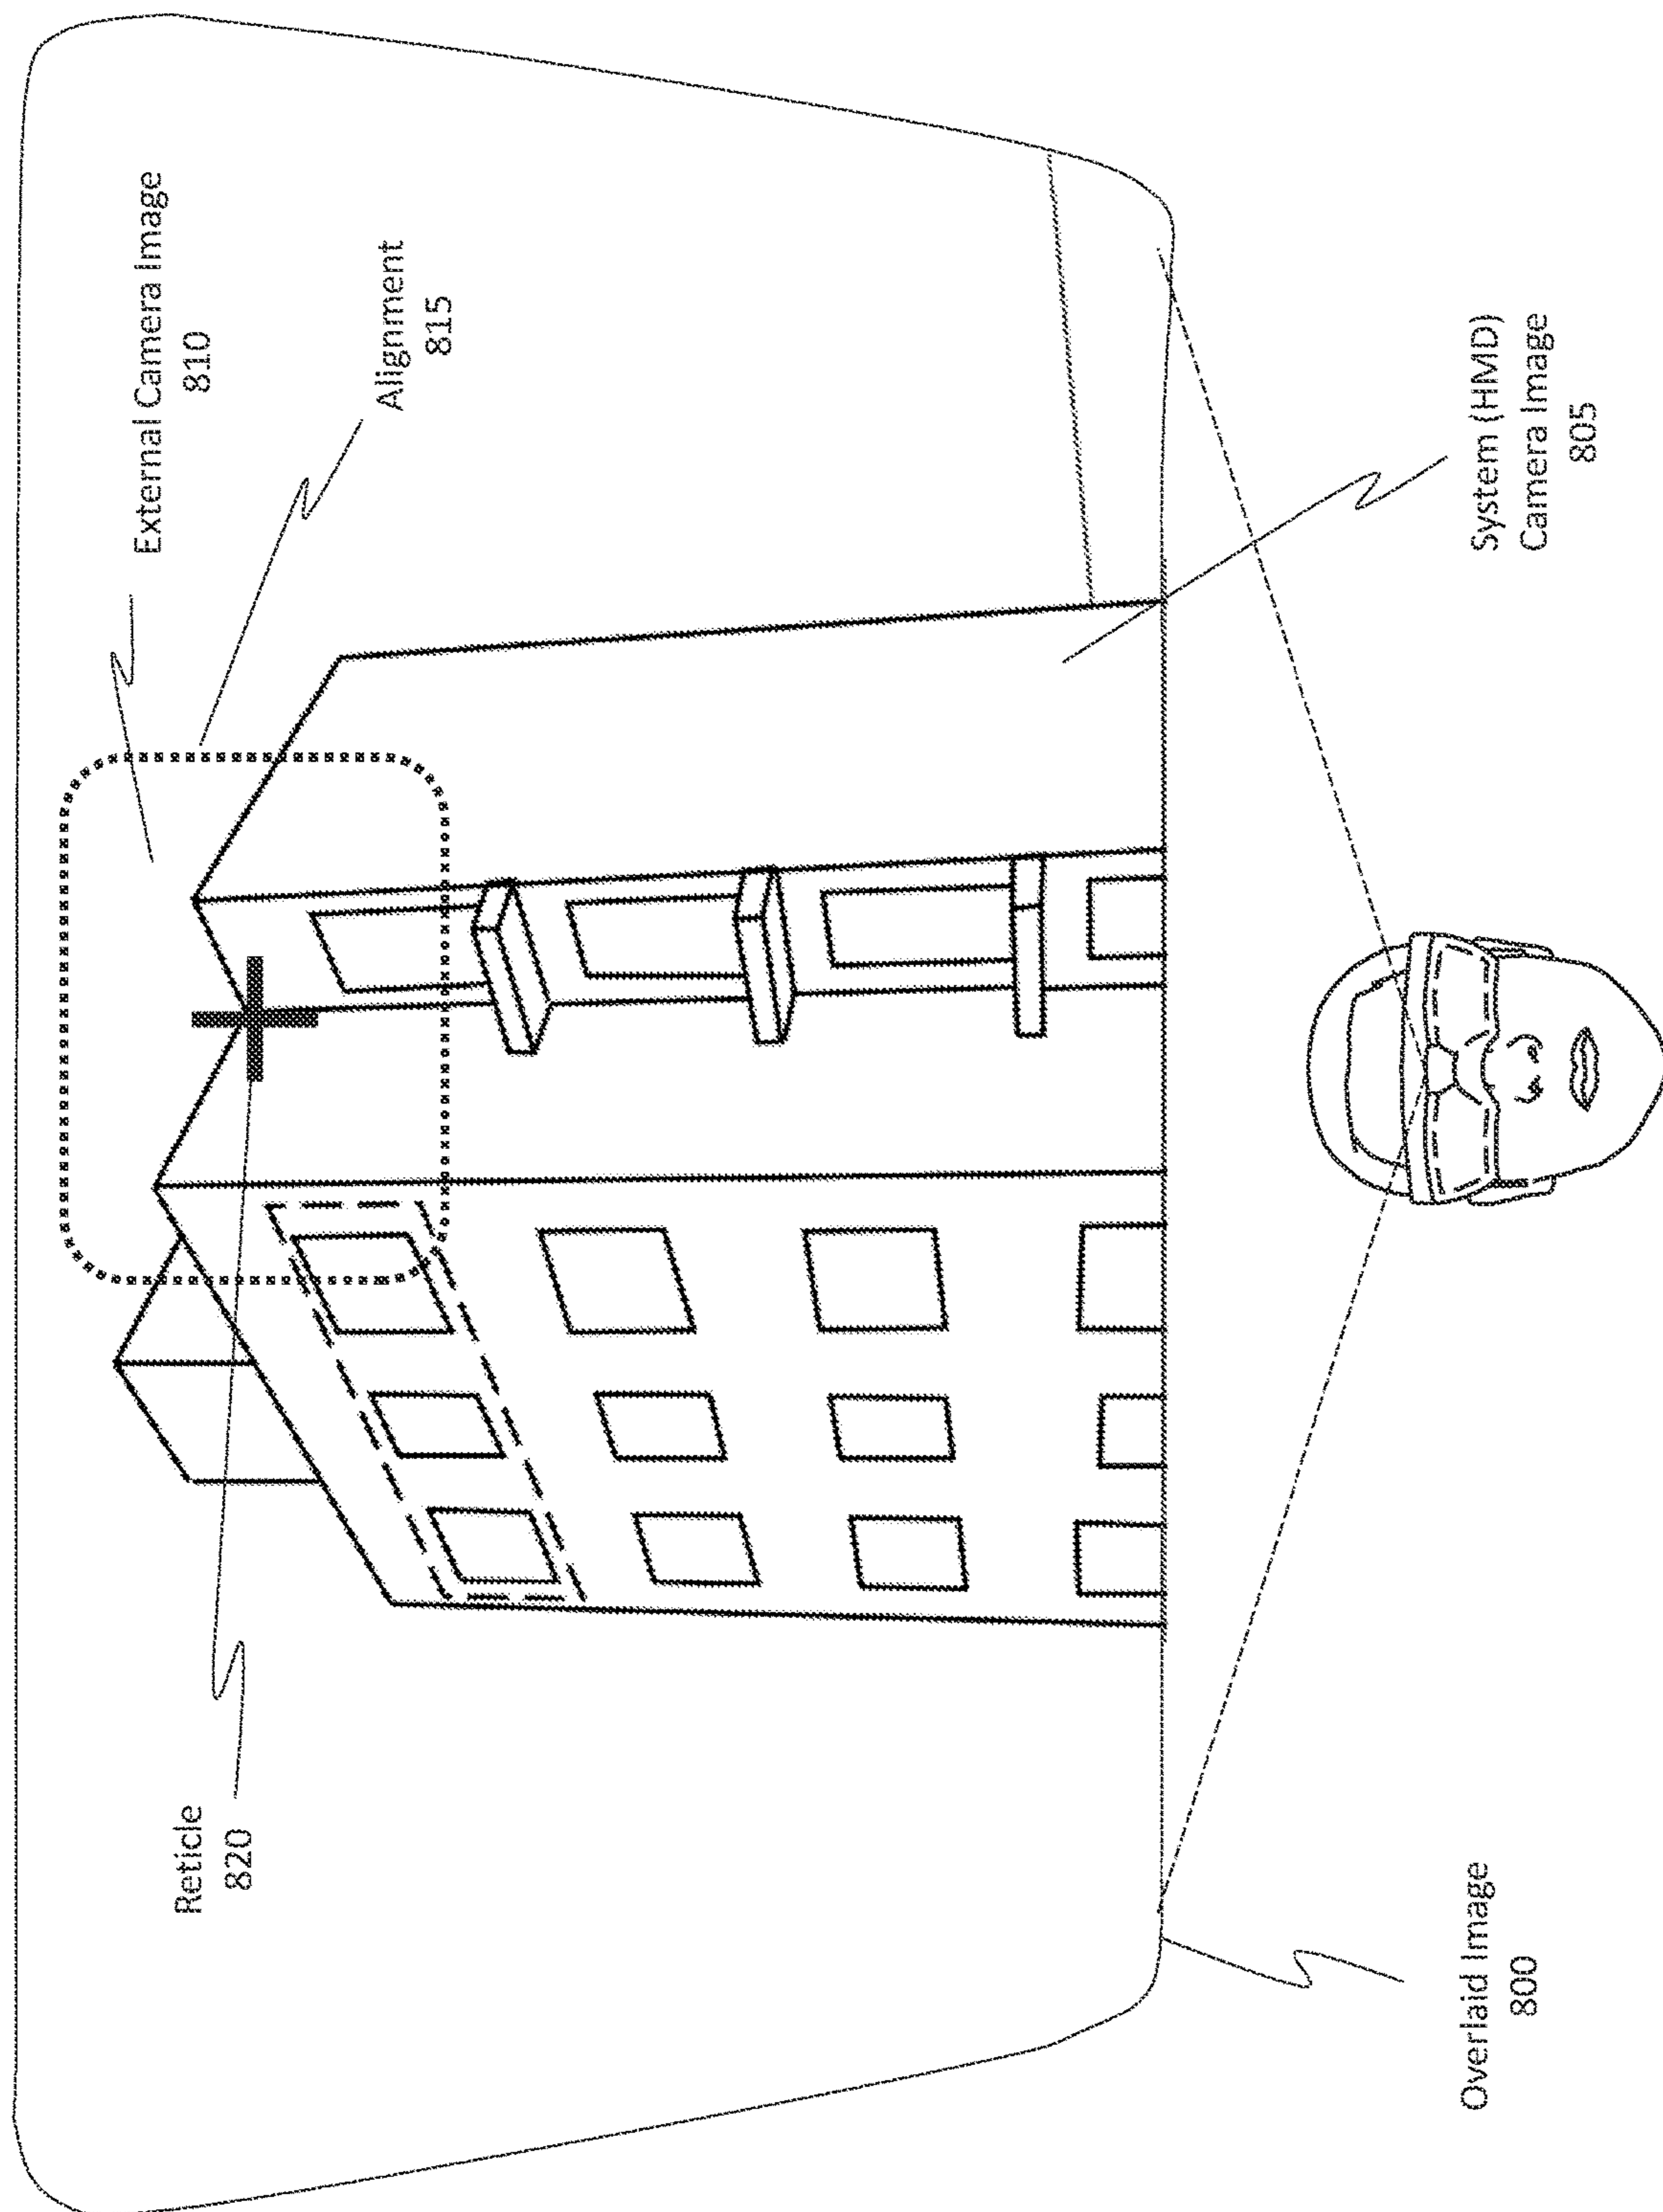 Reticle
820
External Camera Image
810
Alignment
815
Overlaid Image
800
System (HMD)
Camera Image
805